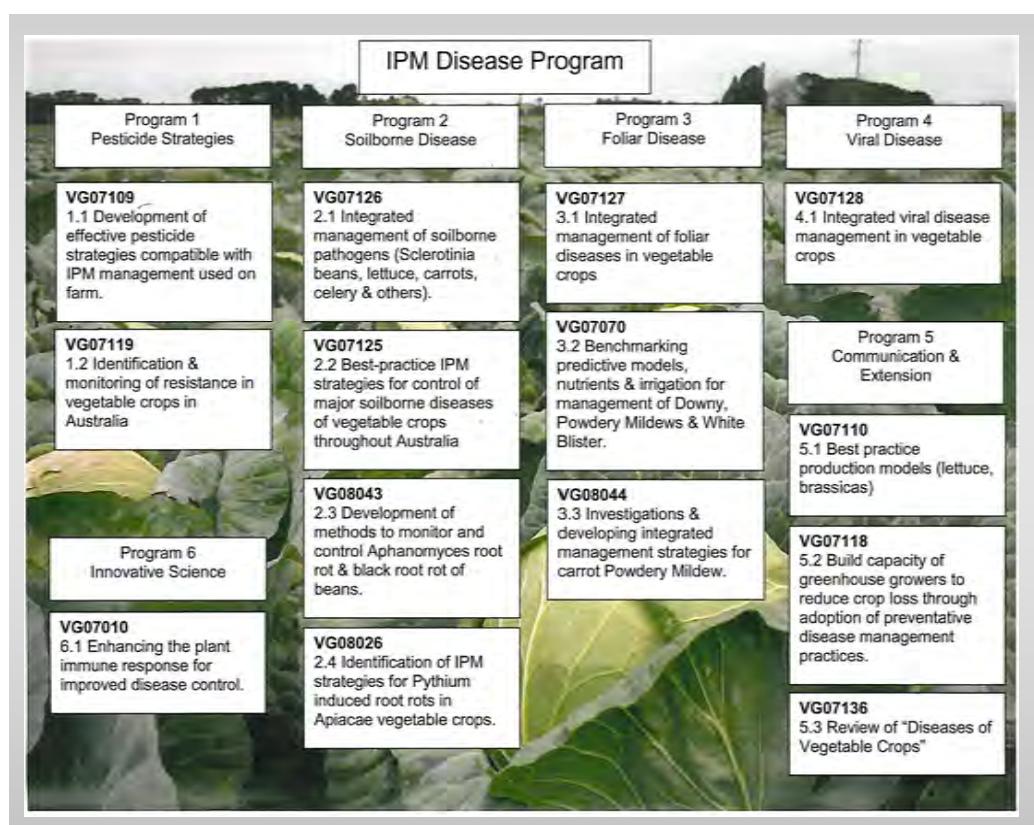 IPM Disease Program
Program 1
Pesticide Strategies
VG07109
1.1 Development of
effective pesticide
strategies compatible with
IPM management used on
farm.
VG07119
1.2 Identification &
monitoring of resistance in
vegetable crops in
Australia
Program 6
Innovative Science
VG07010
6.1 Enhancing the plant
immune response for
improved disease control.
Program 2
Soilborne Disease
VG07126
2.1 Integrated
management of soilborne
pathogens (Sclerotinia
beans, lettuce, carrots,
celery & others).
VG07125
2.2 Best-practice IPM
strategies for control of
major soilborne diseases
of vegetable crops
throughout Australia
VG08043
2.3 Development of
methods to monitor and
control Aphanomyces root
rot & black root rot of
beans.
VG08026
2.4 Identification of IPM
strategies for Pythium
induced root rots in
Apiacae vegetable crops.
Program 3
Foliar Disease
VG07127
3.1 Integrated
management of foliar
diseases in vegetable
crops
VG07070
3.2 Benchmarking
predictive models,
nutrients & irrigation for
management of Downy,
Powdery Mildews & White
Blister.
VG08044
3.3 Investigations &
developing integrated
management strategies for
carrot Powdery Mildew.
Program 4
Viral Disease
VG07128
4.1 Integrated viral disease
management in vegetable
crops
Program 5
Communication &
Extension
VG07110
5.1 Best practice
production models (lettuce,
brassicas)
VG07118
5.2 Build capacity of
greenhouse growers to
reduce crop loss through
adoption of preventative
disease management
practices.
VG07136
5.3 Review of "Diseases of
Vegetable Crops"